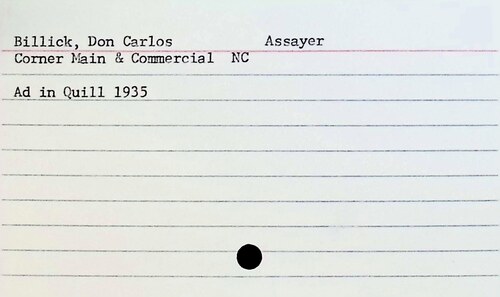 Billick, Don Carlos Assayer
Corner Main & Commercial NC
Ad in Quill 1935